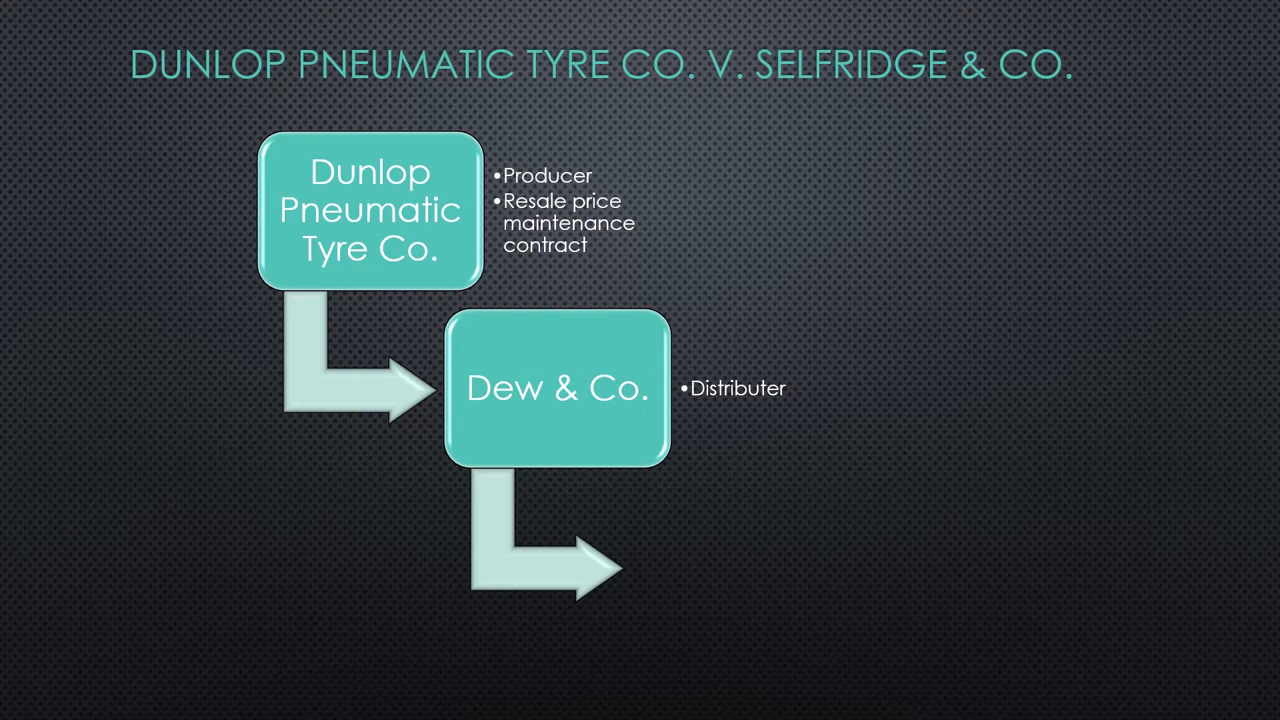 DUNLOP PNEUMATIC TYRE CO. V. SELFRIDGE & CO.
Dunlop
Pneumatic
Tyre Co.
•Producer
•Resale price
maintenance
contract
Dew & Co.
•Distributer